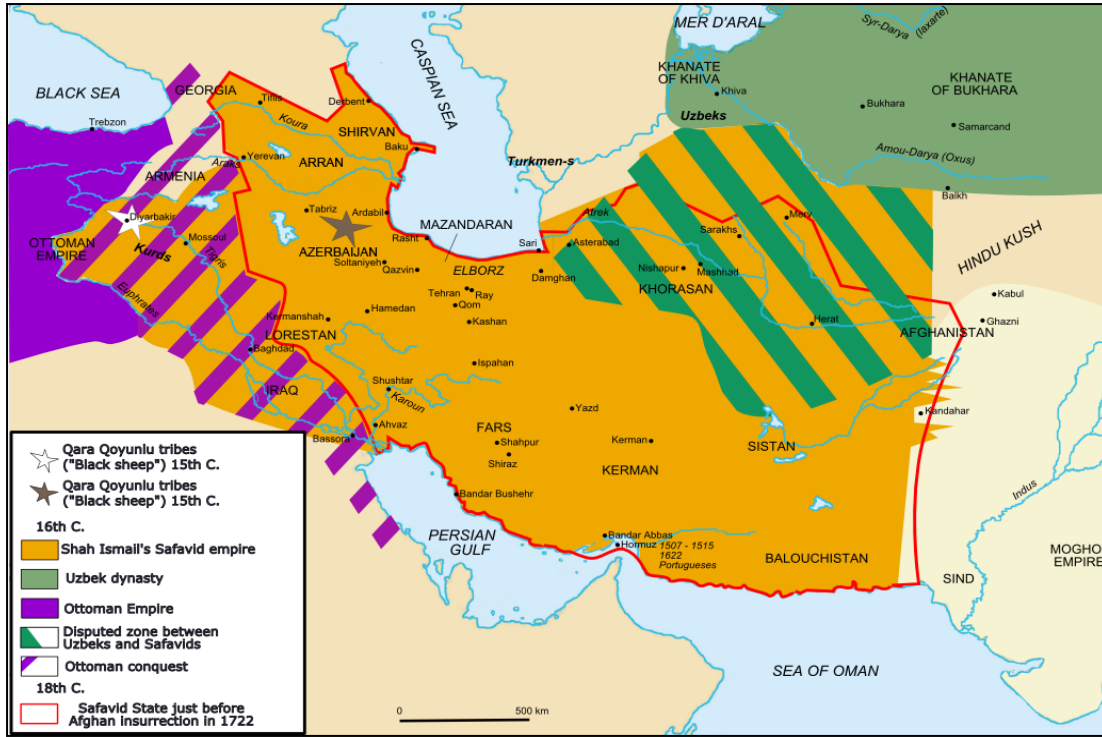 MER D'ARAL
Syr-Darya (Iaxarte)
BLACK SEA
Trebzon
GEORGIA
Tiflis
Koura
Derbent
SHIRVAN
Baku
CASPIAN SEA
KHANATE
OF KHIVA
Khiva
Uzbeks
KHANATE
OF BUKHARA
Bukhara
Samarcand
Amou-Darya (Oxus)
Balkh
Turkmen-s
Yerevan
Araks
ARRAN
ARMENIA
Diyarbakir
OTTOMAN
EMPIRE
Kurds
Mossoul
Tigris
Euphrates
Tabriz
Ardabil
AZERBAIJAN
Soltaniyeh
Qazvin
Rasht
MAZANDARAN
ELBORZ
Sari
Damghan
Atrek
Asterabad
Nishapur
Mashhad
KHORASAN
Sarakhs
Merv
Herat
HINDU KUSH
Kabul
Ghazni
AFGHANISTAN
Kandahar
Tehran
Ray
Qom
Kashan
Hamedan
Kermanshah
LORESTAN
Baghdad
IRAQ
Ispahan
Shushtar
Karoun
Ahvaz
Bassora
Yazd
FARS
Shahpur
Shiraz
Kerman
KERMAN
SISTAN
Bandar Bushehr
PERSIAN
GULF
Bandar Abbas
Hormuz
1507 - 1515
1622
Portugueses
BALOUCHISTAN
Indus
SIND
MOGHOL
EMPIRE
SEA OF OMAN
0
500 km
Qara Qoyunlu tribes
("Black sheep") 15th C.
Qara Qoyunlu tribes
("Black sheep") 15th C.
16th C.
Shah Ismail's Safavid empire
Uzbek dynasty
Ottoman Empire
Disputed zone between
Uzbeks and Safavids
Ottoman conquest
18th C.
Safavid State just before
Afghan insurrection in 1722